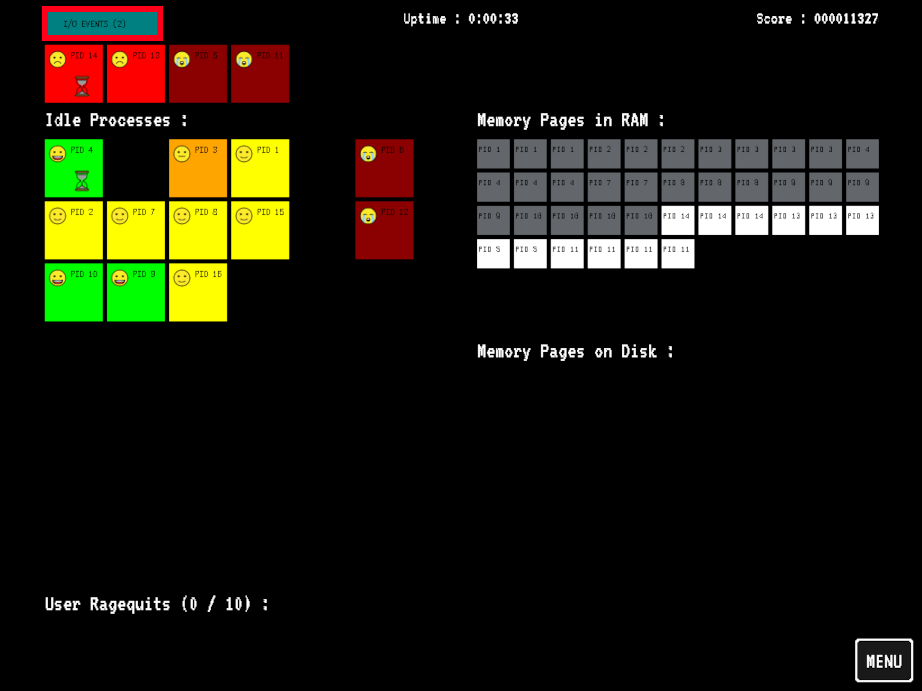 I/O EVENTS (2)
Uptime : 0:00:33
Score : 000011327
PID 14 PID 13 PID 5 PID 11
Idle Processes :
Memory Pages in RAM :
PID 4 PID 3 PID 1
PID 2 PID 7 PID 8 PID 15 PID 12
PID 10 PID 9 PID 16
PID 1 PID 1 PID 1 PID 2 PID 2 PID 2 PID 3 PID 3 PID 3 PID 3 PID 4
PID 4 PID 4 PID 4 PID 7 PID 7 PID 8 PID 8 PID 8 PID 9 PID 9 PID 9
PID 9 PID 10 PID 10 PID 10 PID 10 PID 14 PID 14 PID 14 PID 13 PID 13 PID 13
PID 5 PID 5 PID 11 PID 11 PID 11 PID 11
Memory Pages on Disk :
User Ragequits (0 / 10) :
MENU